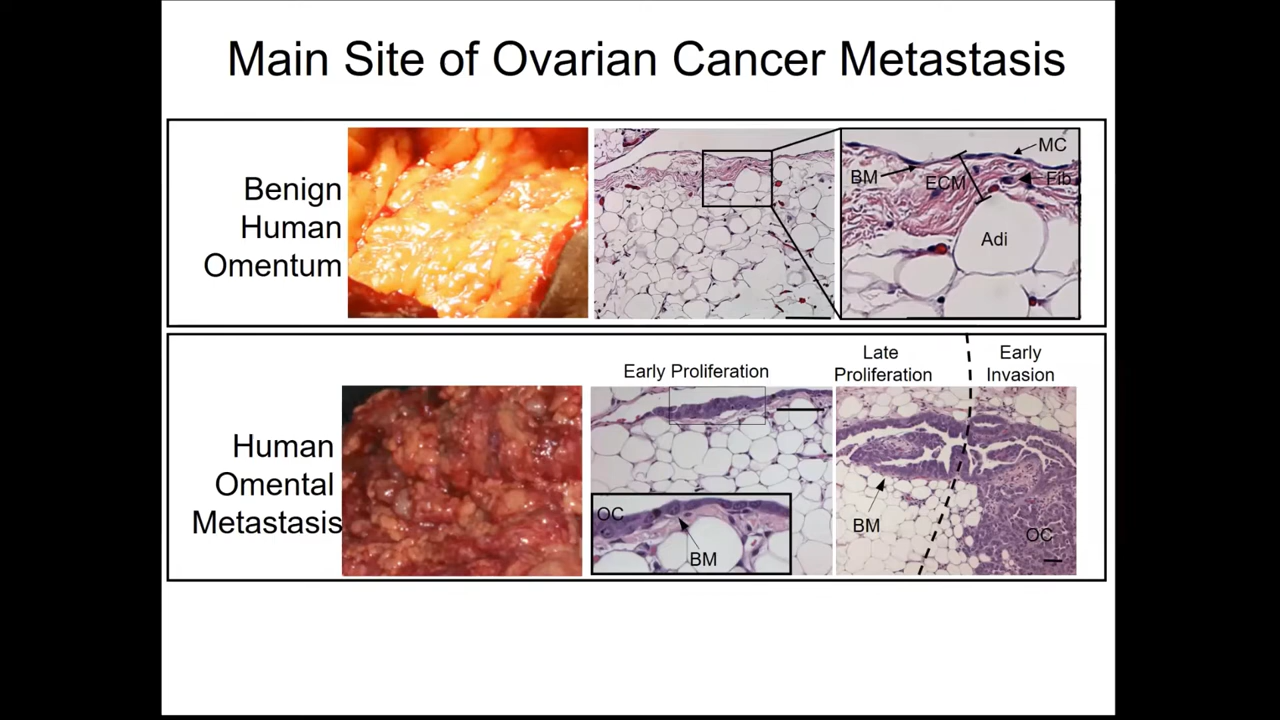 Main Site of Ovarian Cancer Metastasis
Benign
Human
Omentum
MC
BM
ECM
Fib
Adi
Human
Omental
Metastasis
Early Proliferation
OC
BM
Late
Proliferation
Early
Invasion
BM
OC